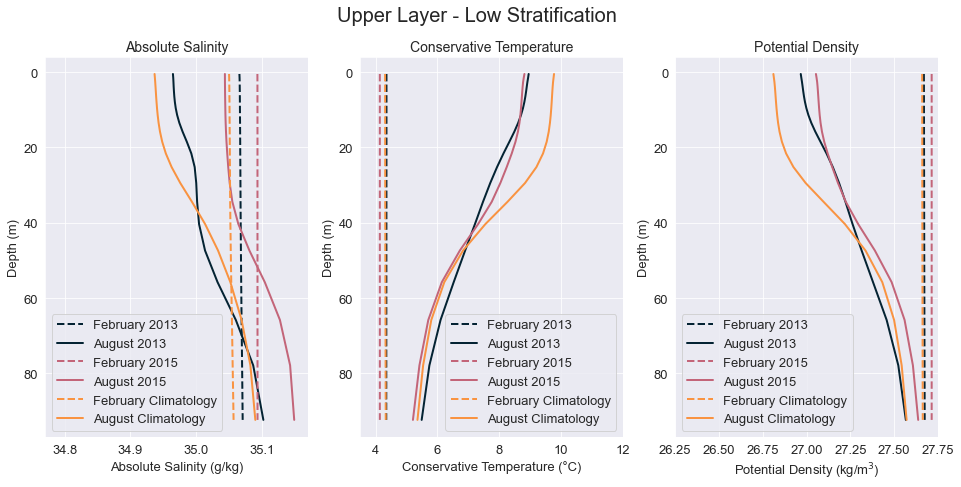 Upper Layer - Low Stratification
Absolute Salinity
0
20
40
60
80
Depth (m)
February 2013
August 2013
February 2015
August 2015
February Climatology
August Climatology
34.8 34.9 35.0 35.1
Absolute Salinity (g/kg)
Conservative Temperature
Depth (m)
February 2013
August 2013
February 2015
August 2015
February Climatology
August Climatology
4 6 8 10 12
Conservative Temperature (°C)
Potential Density
0
20
40
60
80
Depth (m)
February 2013
August 2013
February 2015
August 2015
February Climatology
August Climatology
26.25 26.50 26.75 27.00 27.25 27.50 27.75
Potential Density (kg/m³)